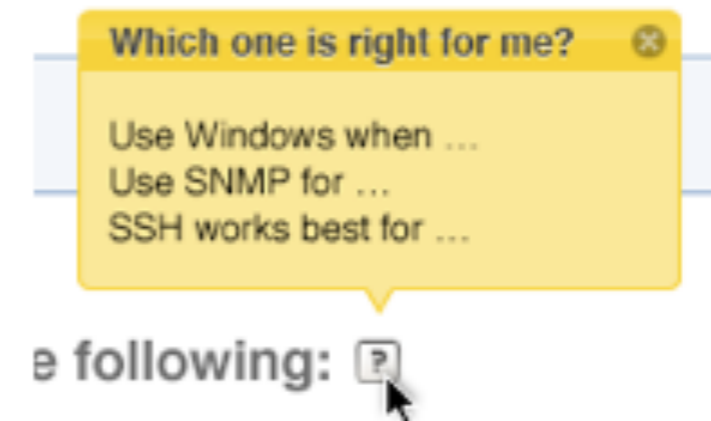 Which one is right for me?
Use Windows when ...
Use SNMP for ...
SSH works best for ...
e following: ?